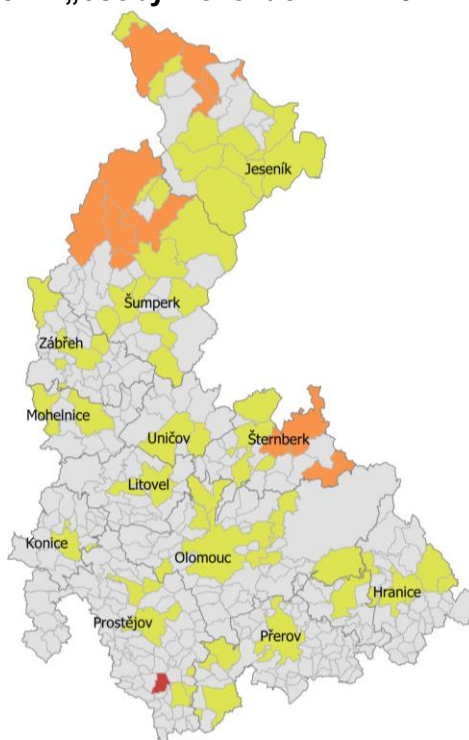 Jeseník
Šumperk
Zábřeh
Mohelnice
Uničov
Šternberk
Litovel
Konice
Olomouc
Hranice
Prostějov
Přerov